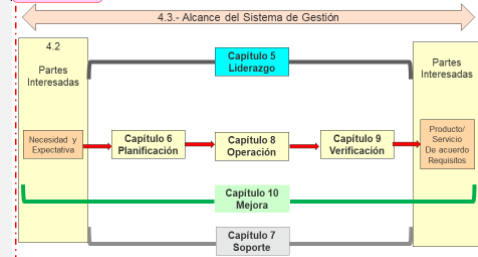 4.3.- Alcance del Sistema de Gestión
4.2
Partes
Interesadas
Capítulo 5
Liderazgo
Partes
Interesadas
Necesidad y
Expectativa
Capítulo 6
Planificación
Capítulo 8
Operación
Capítulo 9
Verificación
Producto/
Servicio
De acuerdo
Requisitos
Capítulo 10
Mejora
Capítulo 7
Soporte